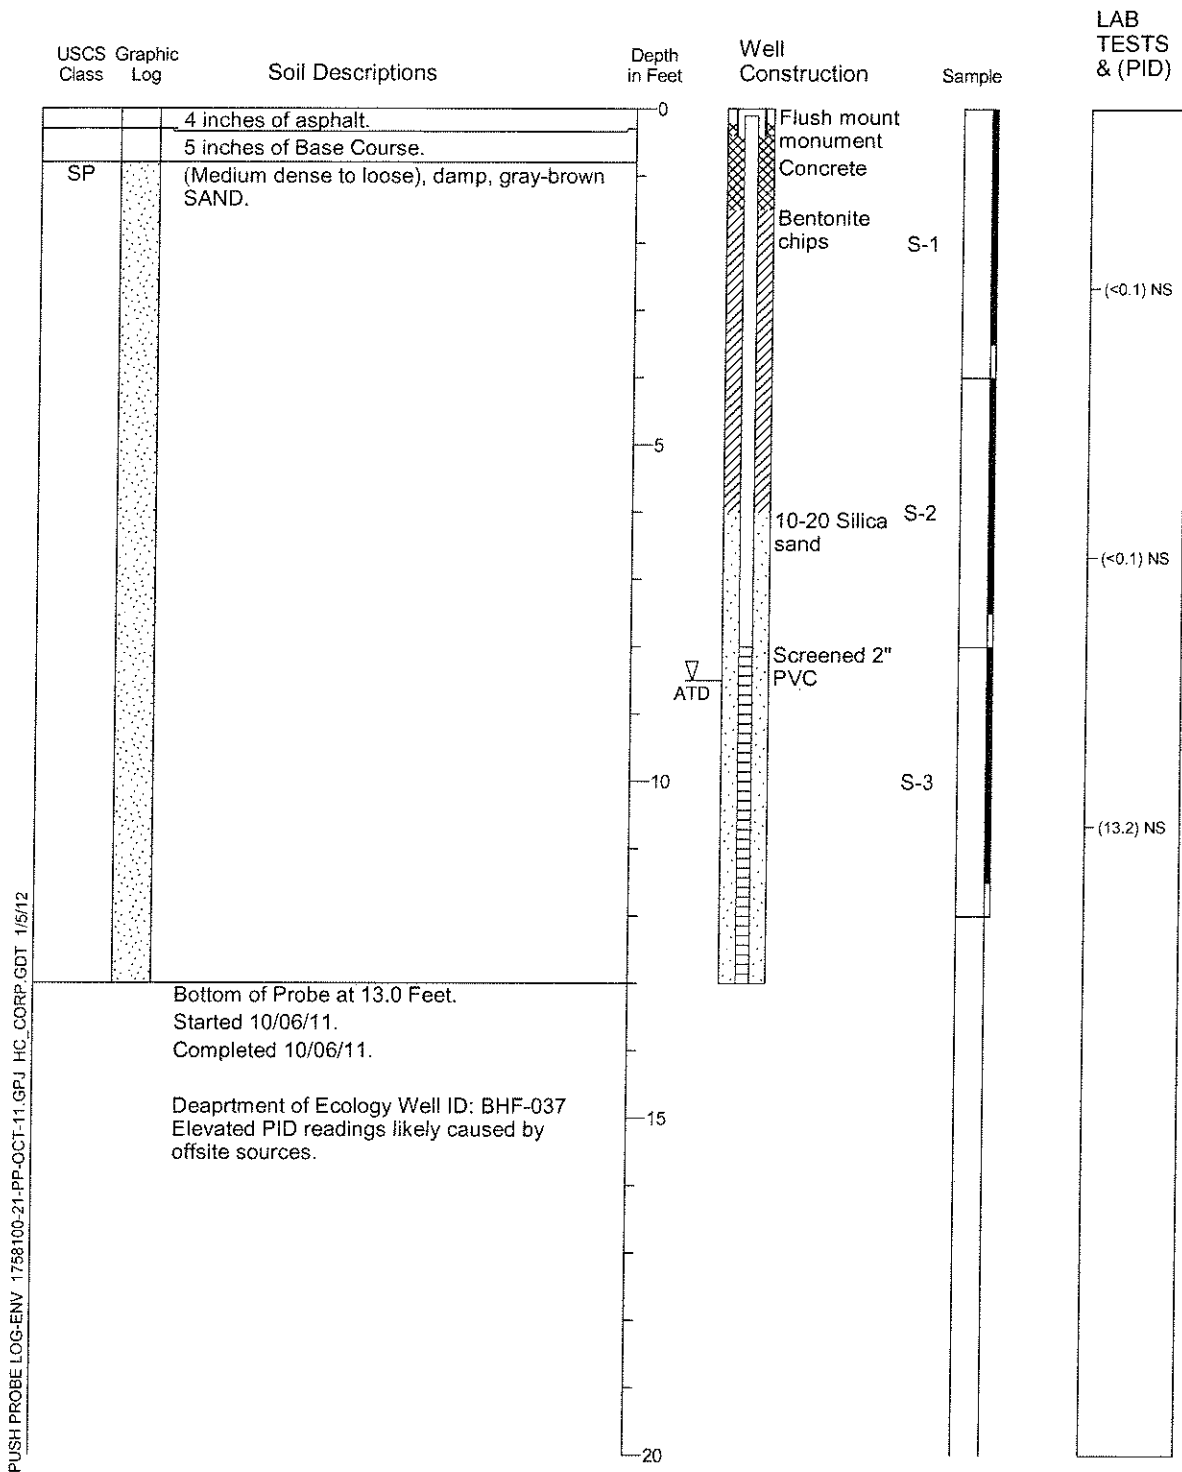 USCS Class
Graphic Log
Soil Descriptions
Depth in Feet
Well Construction
Sample
LAB TESTS & (PID)
0
4 inches of asphalt.
5 inches of Base Course.
SP
(Medium dense to loose), damp, gray-brown
SAND.
Flush mount
monument
Concrete
Bentonite
chips
S-1
(<0.1) NS
5
10-20 Silica
sand
S-2
(<0.1) NS
Screened 2"
PVC
ATD
10
S-3
(13.2) NS
Bottom of Probe at 13.0 Feet.
Started 10/06/11.
Completed 10/06/11.
Deaprtment of Ecology Well ID: BHF-037
Elevated PID readings likely caused by
offsite sources.
15
20
PUSH PROBE LOG-ENV 1758100-21-PP-OCT-11.GPJ HC_CORP.GDT 1/5/12